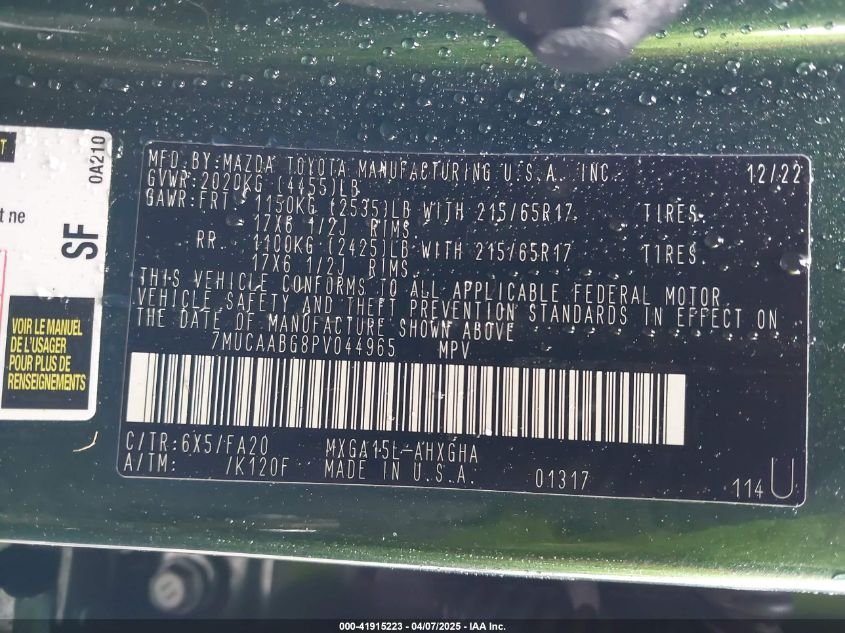 T
0A210
t ne
SF
VOIR LE MANUEL
DE L'USAGER
POUR PLUS DE
RENSEIGNEMENTS
MFD.BY:MAZDA TOYOTA MANUFACTURING U.S.A. INC. 12/22
GVWR:2020KG (4455)LB
GAWR:FRT 1150KG (2535)LB WITH 215/65R17 TIRES.
17X6 1/2J RIMS.
RR 1100KG (2425)LB WITH 215/65R17 TIRES.
17X6 1/2J RIMS.
THIS VEHICLE CONFORMS TO ALL APPLICABLE FEDERAL MOTOR
VEHICLE SAFETY AND THEFT PREVENTION STANDARDS IN EFFECT ON
THE DATE OF MANUFACTURE SHOWN ABOVE
7MUCAABG8PV044965 MPV
C/TR:6X5/FA20 MXGA15L-AHXGHA
A/TM: /K120F MADE IN U.S.A. 01317 114 U
000-41915223 - 04/07/2025 - IAA Inc.